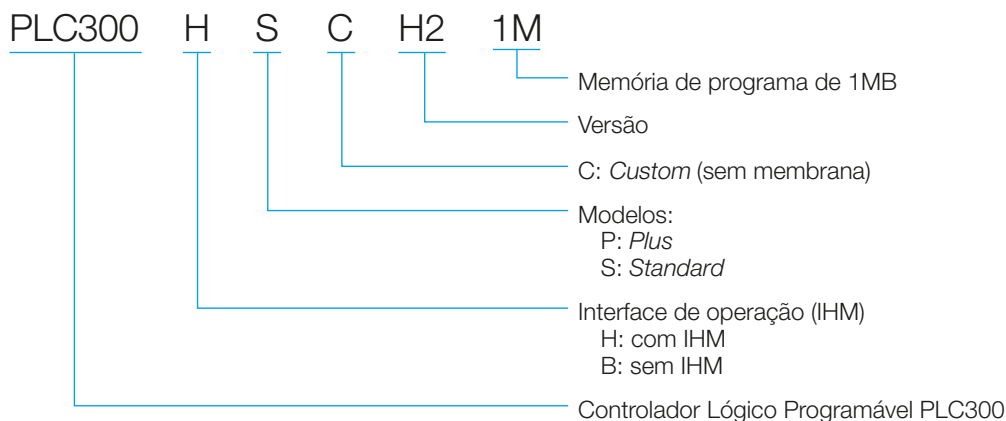 PLC300 H S C H2 1M
Memória de programa de 1MB
Versão
C: Custom (sem membrana)
Modelos:
P: Plus
S: Standard
Interface de operação (IHM)
H: com IHM
B: sem IHM
Controlador Lógico Programável PLC300